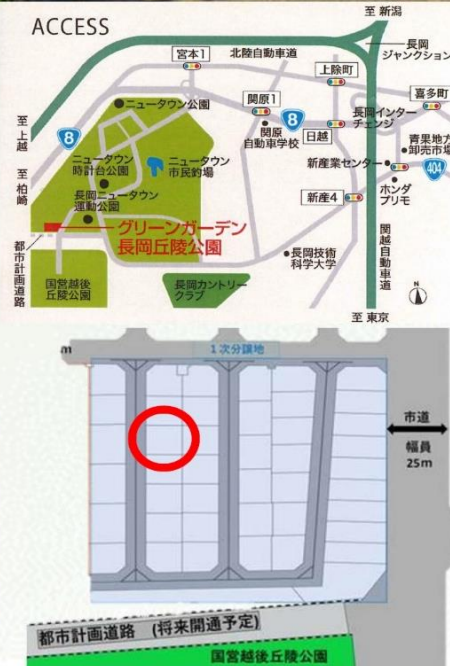 ACCESS
至 新潟
宮本1
北陸自動車道
長岡
ジャンクション
上除町
喜多町
関原1
8
長岡インター
チェンジ
ニュータウン公園
関原
自動車学校
日越
青果地方
卸売市場
至 上越
8
ニュータウン
時計台公園
ニュータウン
市民釣場
新産業センター
404
ホンダ
プリモ
至 柏崎
長岡ニュータウン
運動公園
新産4
グリーンガーデン
長岡丘陵公園
長岡技術
科学大学
関越自動車道
都市計画道路
国営越後
丘陵公園
長岡カントリー
クラブ
N
至 東京
m
1次分譲地
市道
幅員
25m
都市計画道路 (将来開通予定)
国営越後丘陵公園